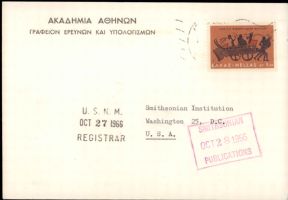 ΑΚΑΔΗΜΙΑ ΑΘΗΝΩΝ
ΓΡΑΦΕΙΟΝ ΕΡΕΥΝΩΝ ΚΑΙ ΥΠΟΛΟΓΙΣΜΩΝ
ΕΛΛΑΣ-HELLAS
U. S. N. M.
OCT 27 1966
REGISTRAR
Smithsonian Institution
Washington 25, D.C.
U. S. A.
SMITHSONIAN
OCT 28 1966
PUBLICATIONS